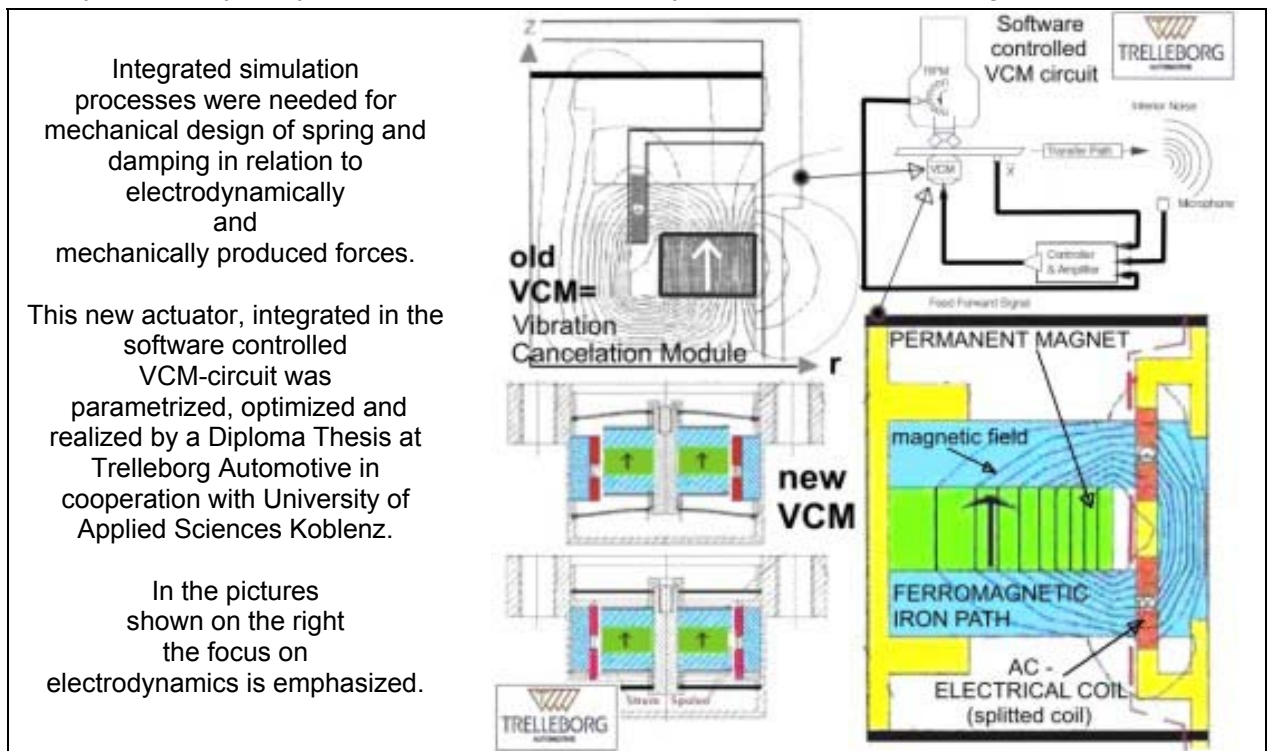 Integrated simulation
processes were needed for
mechanical design of spring and
damping in relation to
electrodynamically
and
mechanically produced forces.
This new actuator, integrated in the
software controlled
VCM-circuit was
parametrized, optimized and
realized by a Diploma Thesis at
Trelleborg Automotive in
cooperation with University of
Applied Sciences Koblenz.
In the pictures
shown on the right
the focus on
electrodynamics is emphasized.
z
old
VCM=
Vibration
Cancelation Module
r
Software
controlled
VCM circuit
TRELLEBORG
AUTOMOTIVE
RPM
Interior Noise
Transfer Path
VCM
Microphone
Controller
& Amplifier
Feed Forward Signal
new
VCM
TRELLEBORG
AUTOMOTIVE
PERMANENT MAGNET
magnetic field
FERROMAGNETIC
IRON PATH
AC -
ELECTRICAL COIL
(splitted coil)